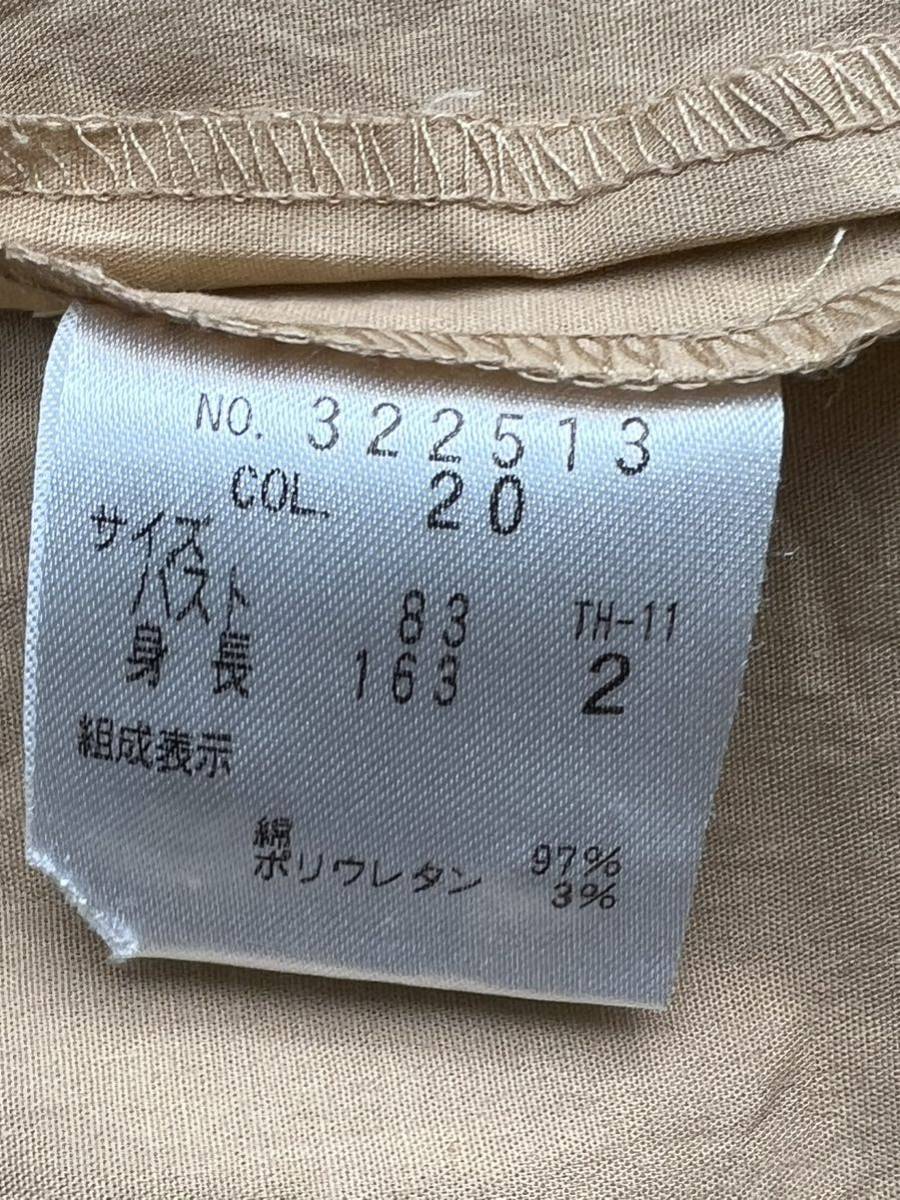 NO. 322513
COL. 20
サイズ
バスト 83 TH-11
身長 163 2
組成表示
綿 97%
ポリウレタン 3%